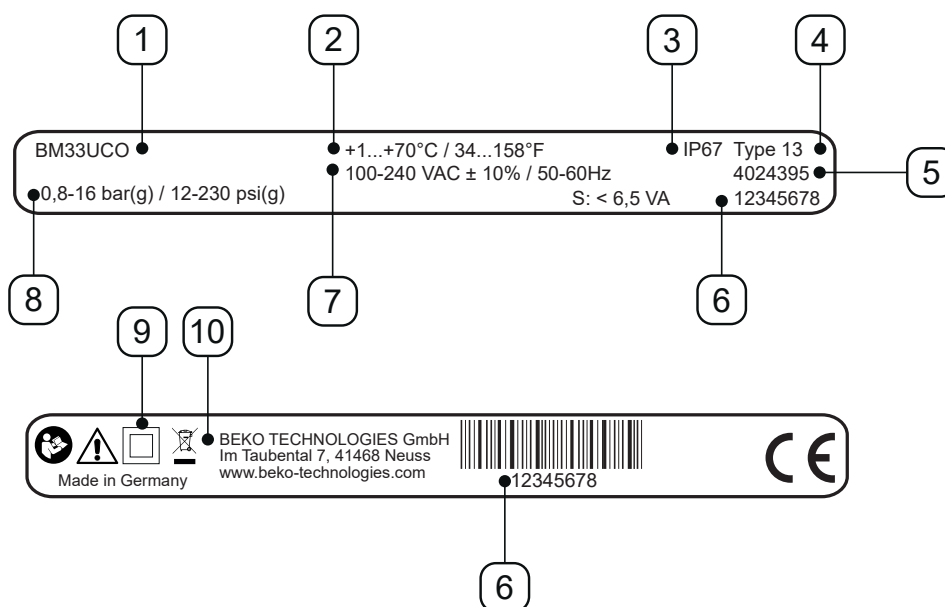 1 2 3 4
BM33UCO +1...+70°C / 34...158°F IP67 Type 13
100-240 VAC ± 10% / 50-60Hz 4024395 5
0,8-16 bar(g) / 12-230 psi(g) S: < 6,5 VA 12345678
8 7 6
9 10
BEKO TECHNOLOGIES GmbH
Im Taubental 7, 41468 Neuss
Made in Germany www.beko-technologies.com 12345678
CE
6